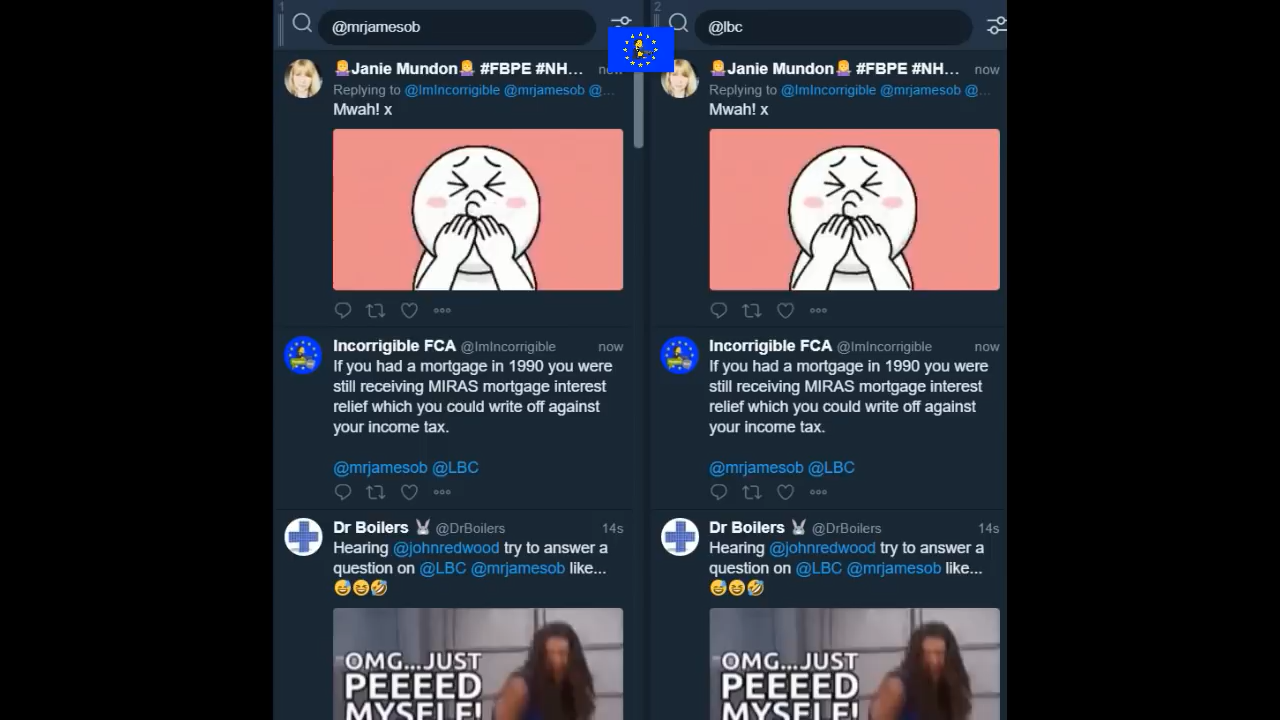 1
@mrjamesob
Janie Mundon #FBPE #NH... now
Replying to @ImIncorrigible @mrjamesob @...
Mwah! x
Incorrigible FCA @ImIncorrigible now
If you had a mortgage in 1990 you were
still receiving MIRAS mortgage interest
relief which you could write off against
your income tax.
@mrjamesob @LBC
Dr Boilers @DrBoilers 14s
Hearing @johnredwood try to answer a
question on @LBC @mrjamesob like...
OMG...JUST
PEEEED
MYSELF!
2
@lbc
Janie Mundon #FBPE #NH... now
Replying to @ImIncorrigible @mrjamesob @...
Mwah! x
Incorrigible FCA @ImIncorrigible now
If you had a mortgage in 1990 you were
still receiving MIRAS mortgage interest
relief which you could write off against
your income tax.
@mrjamesob @LBC
Dr Boilers @DrBoilers 14s
Hearing @johnredwood try to answer a
question on @LBC @mrjamesob like...
OMG...JUST
PEEEED
MYSELF!